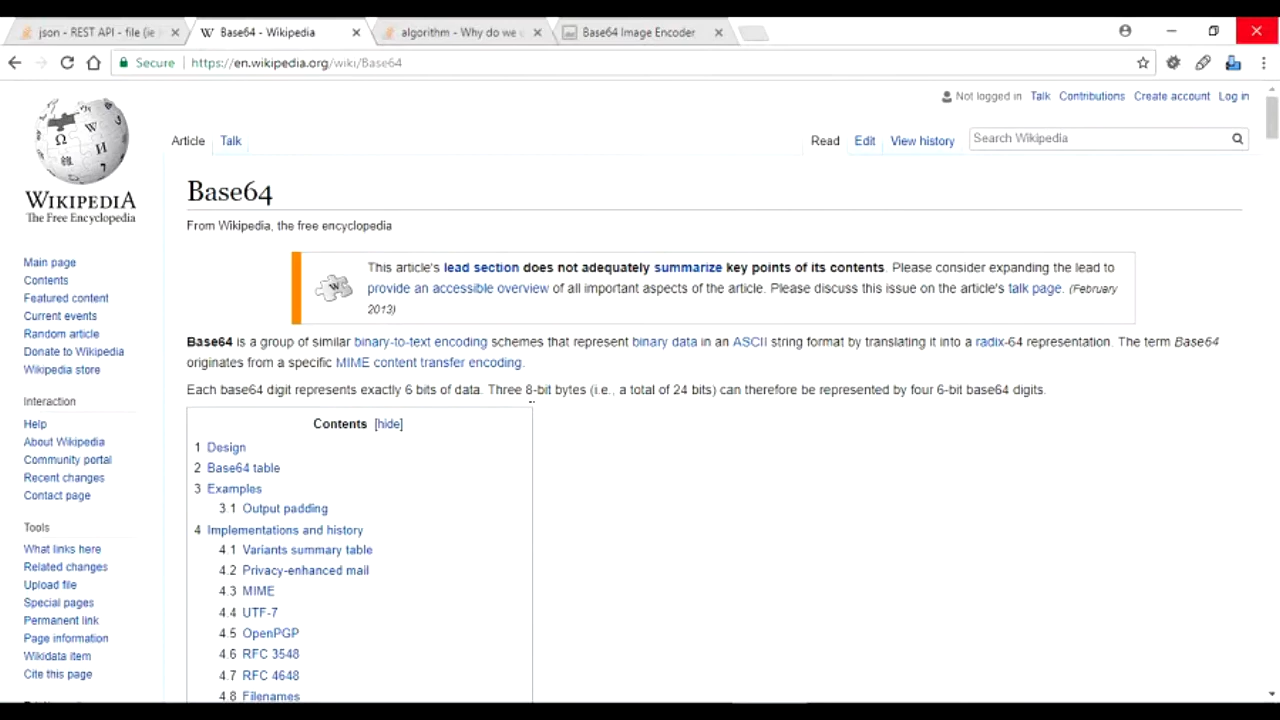 json - REST API - file (ie
Base64 - Wikipedia
algorithm - Why do we
Base64 Image Encoder
Secure
https://en.wikipedia.org/wiki/Base64
Not logged in Talk Contributions Create account Log in
Article Talk
Read Edit View history
Search Wikipedia
WIKIPEDIA
The Free Encyclopedia
Main page
Contents
Featured content
Current events
Random article
Donate to Wikipedia
Wikipedia store
Interaction
Help
About Wikipedia
Community portal
Recent changes
Contact page
Tools
What links here
Related changes
Upload file
Special pages
Permanent link
Page information
Wikidata item
Cite this page
Base64
From Wikipedia, the free encyclopedia
This article's lead section does not adequately summarize key points of its contents. Please consider expanding the lead to
provide an accessible overview of all important aspects of the article. Please discuss this issue on the article's talk page. (February
2013)
Base64 is a group of similar binary-to-text encoding schemes that represent binary data in an ASCII string format by translating it into a radix-64 representation. The term Base64
originates from a specific MIME content transfer encoding.
Each base64 digit represents exactly 6 bits of data. Three 8-bit bytes (i.e., a total of 24 bits) can therefore be represented by four 6-bit base64 digits.
Contents [hide]
1 Design
2 Base64 table
3 Examples
3.1 Output padding
4 Implementations and history
4.1 Variants summary table
4.2 Privacy-enhanced mail
4.3 MIME
4.4 UTF-7
4.5 OpenPGP
4.6 RFC 3548
4.7 RFC 4648
4.8 Filenames